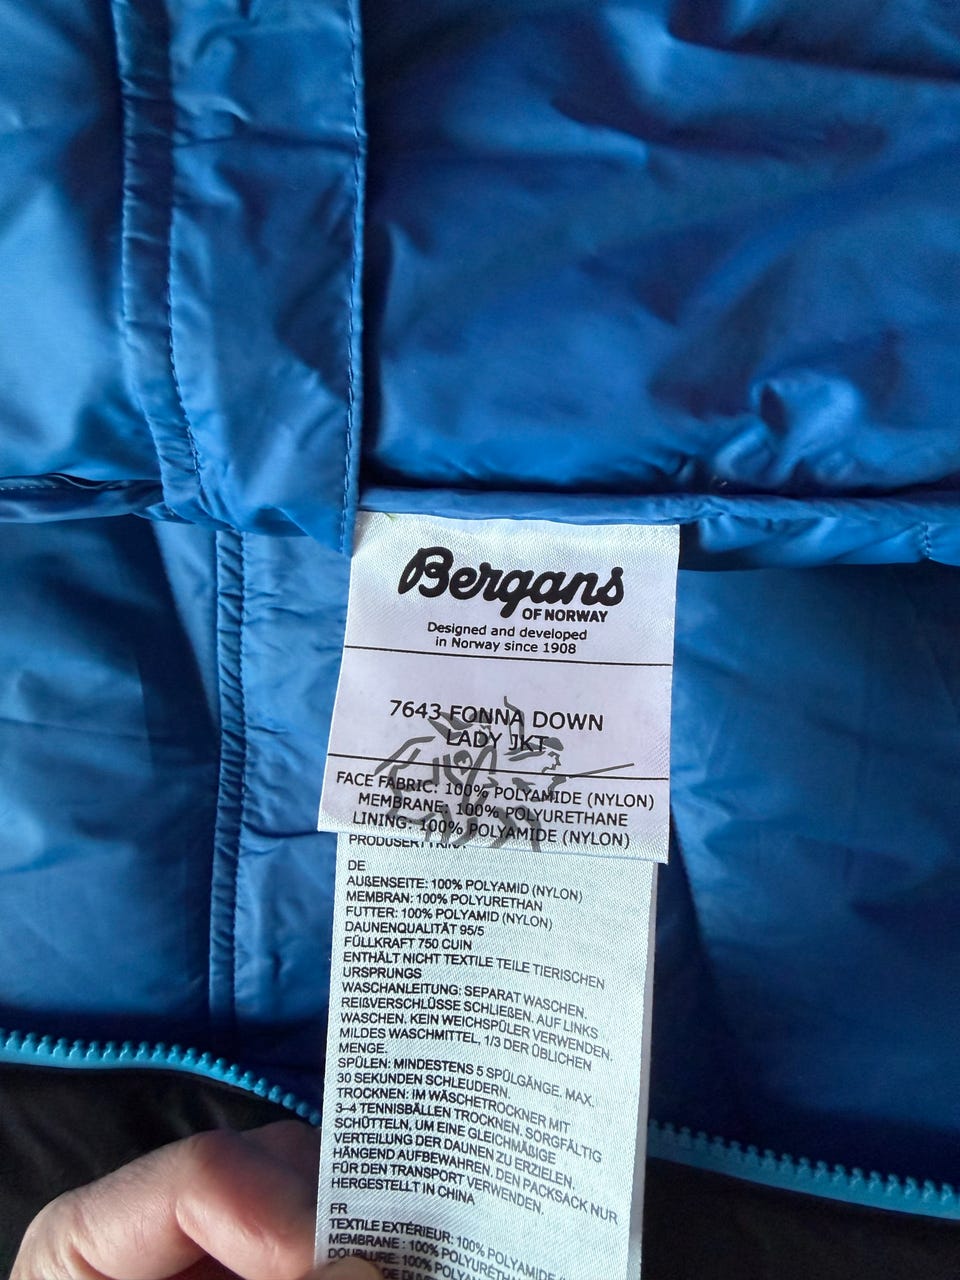 Bergans
OF NORWAY
Designed and developed
in Norway since 1908
7643 FONNA DOWN
LADY JKT
FACE FABRIC: 100% POLYAMIDE (NYLON)
MEMBRANE: 100% POLYURETHANE
LINING: 100% POLYAMIDE (NYLON)
DE
AUßENSEITE: 100% POLYAMID (NYLON)
MEMBRAN: 100% POLYURETHAN
FUTTER: 100% POLYAMID (NYLON)
DAUNENQUALITÄT 95/5
FÜLLKRAFT 750 CUIN
ENTHÄLT NICHT TEXTILE TEILE TIERISCHEN
URSPRUNGS
WASCHANLEITUNG: SEPARAT WASCHEN.
REIßVERSCHLÜSSE SCHLIEßEN. AUF LINKS
WASCHEN. KEIN WEICHSPÜLER VERWENDEN.
MILDES WASCHMITTEL, 1/3 DER ÜBLICHEN
MENGE.
SPÜLEN: MINDESTENS 5 SPÜLGÄNGE. MAX.
30 SEKUNDEN SCHLEUDERN.
TROCKNEN: IM WÄSCHETROCKNER MIT
3–4 TENNISBÄLLEN TROCKNEN. SORGFÄLTIG
SCHÜTTELN, UM EINE GLEICHMÄßIGE
VERTEILUNG DER DAUNEN ZU ERZIELEN.
HÄNGEND AUFBEWAHREN. DEN PACKSACK NUR
FÜR DEN TRANSPORT VERWENDEN.
HERGESTELLT IN CHINA
FR
TEXTILE EXTÉRIEUR: 100% POLYAMIDE
MEMBRANE : 100% POLYURÉTHAN
DOUBLURE: 100% POLYAM